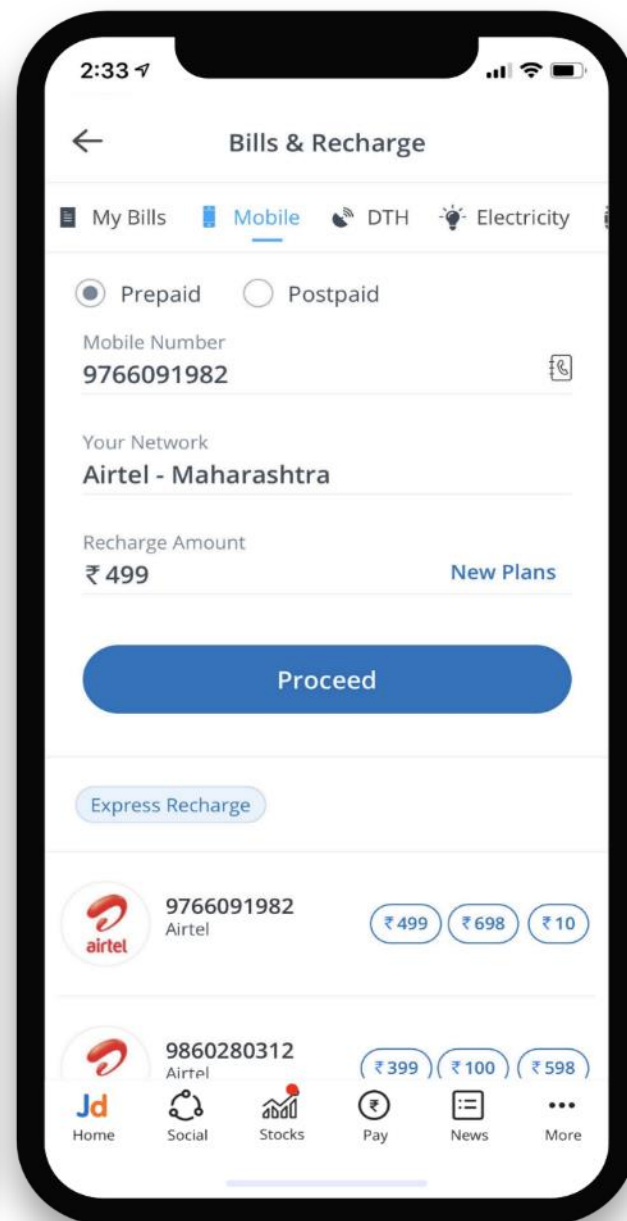 2:33
Bills & Recharge
My Bills Mobile DTH Electricity
Prepaid Postpaid
Mobile Number
9766091982
Your Network
Airtel - Maharashtra
Recharge Amount
₹ 499 New Plans
Proceed
Express Recharge
airtel
9766091982
Airtel
₹ 499 ₹ 698 ₹ 10
9860280312
Airtel
₹ 399 ₹ 100 ₹ 598
Jd
Home Social Stocks Pay News More